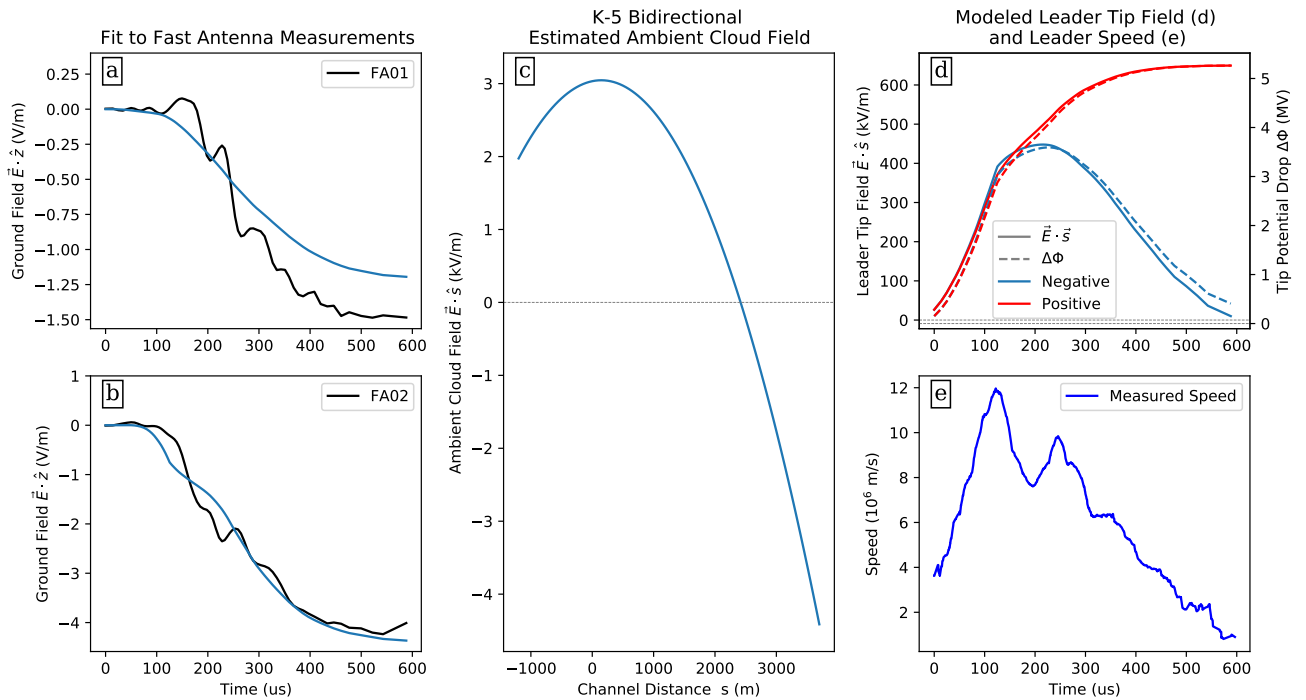 Fit to Fast Antenna Measurements
a
FA01
0.25
0.00
−0.25
−0.50
−0.75
−1.00
−1.25
−1.50
0 100 200 300 400 500 600
Ground Field E⃗ · ẑ (V/m)
b
FA02
1
0
−1
−2
−3
−4
0 100 200 300 400 500 600
Ground Field E⃗ · ẑ (V/m)
Time (us)
K-5 Bidirectional
Estimated Ambient Cloud Field
c
3
2
1
0
−1
−2
−3
−4
−1000 0 1000 2000 3000
Ambient Cloud Field E⃗ · ŝ (kV/m)
Channel Distance s (m)
Modeled Leader Tip Field (d)
and Leader Speed (e)
d
600
500
400
300
200
100
0
5
4
3
2
1
0
0 100 200 300 400 500 600
Leader Tip Field E⃗ · ŝ (kV/m)
Tip Potential Drop ΔΦ (MV)
E⃗ · s⃗
ΔΦ
Negative
Positive
e
Measured Speed
12
10
8
6
4
2
0 100 200 300 400 500 600
Speed (10⁶ m/s)
Time (us)